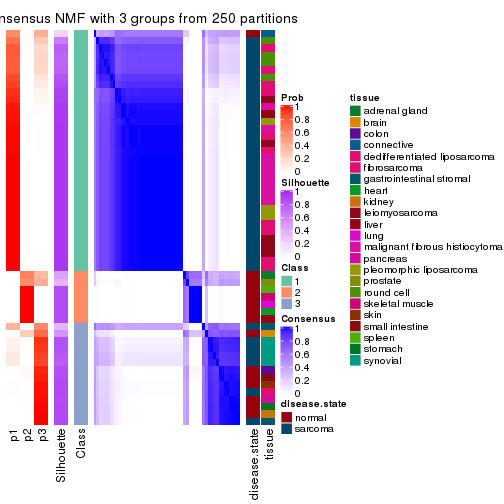 nsensus NMF with 3 groups from 250 partitions
p1
p2
p3
Silhouette
Class
disease.state
tissue
Prob
1
0.8
0.6
0.4
0.2
0
Silhouette
1
0.8
0.6
0.4
0.2
0
Class
1
2
3
Consensus
1
0.8
0.6
0.4
0.2
0
disease.state
normal
sarcoma
tissue
adrenal gland
brain
colon
connective
dedifferentiated liposarcoma
fibrosarcoma
gastrointestinal stromal
heart
kidney
leiomyosarcoma
liver
lung
malignant fibrous histiocytoma
pancreas
pleomorphic liposarcoma
prostate
round cell
skeletal muscle
skin
small intestine
spleen
stomach
synovial